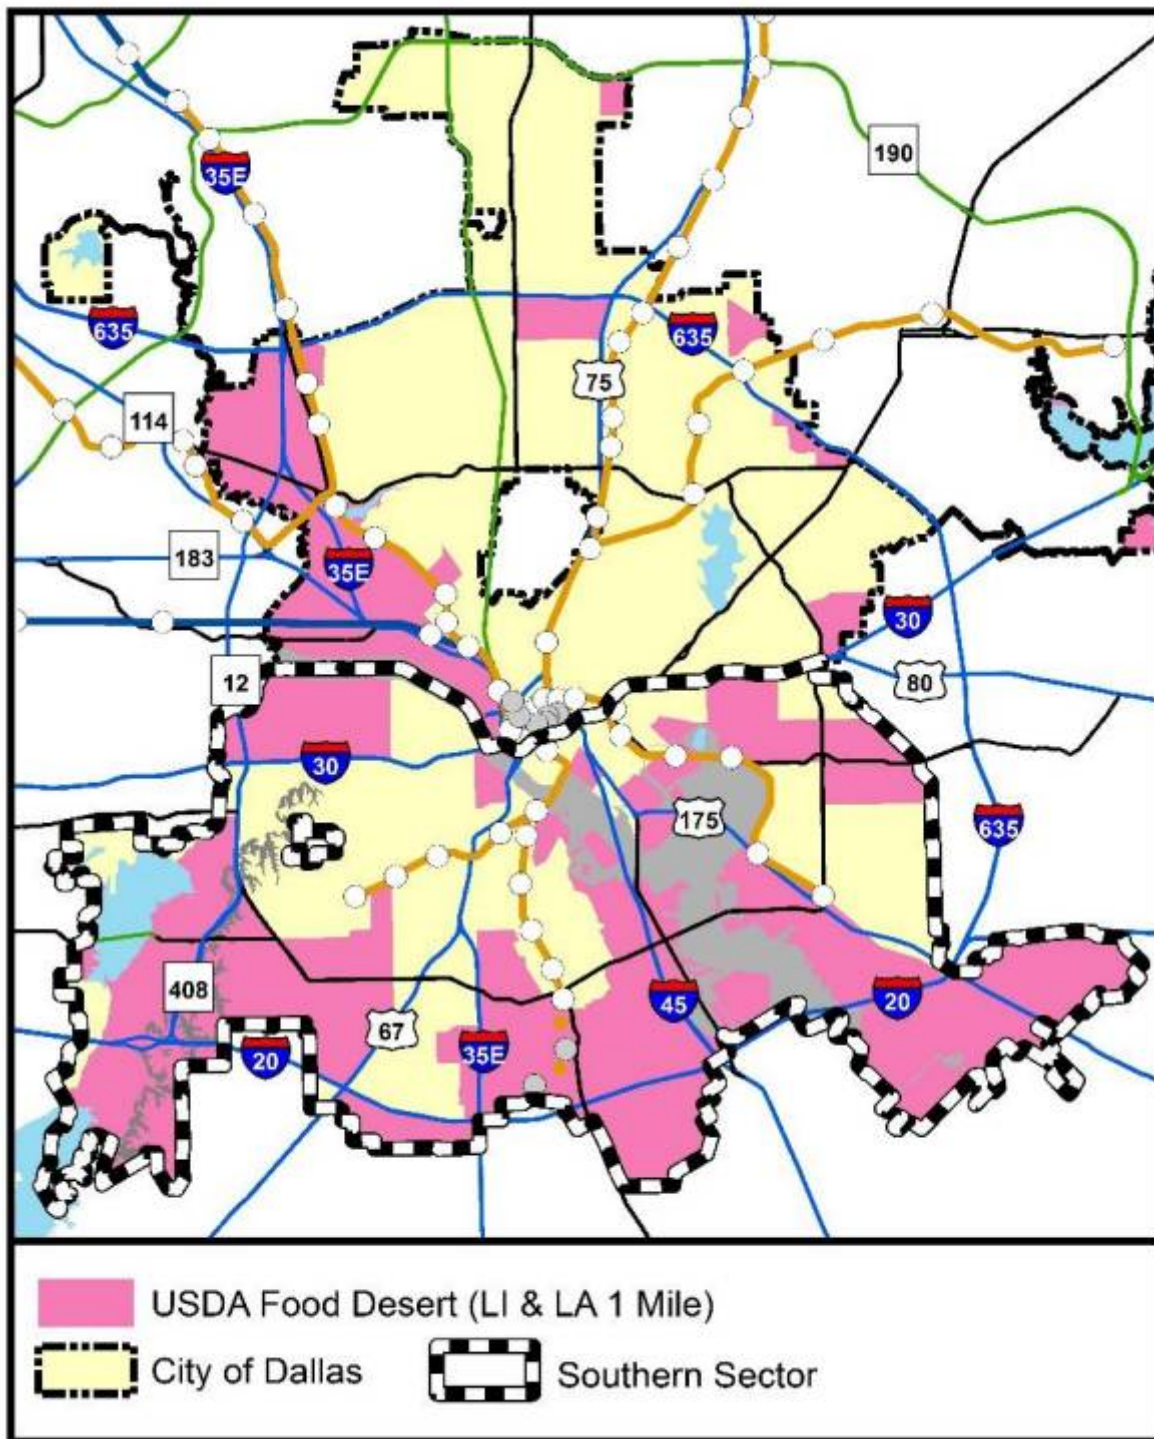 190
35E
635
635
75
114
183
35E
30
12
80
30
175
635
408
45
20
67
20
35E
USDA Food Desert (LI & LA 1 Mile)
City of Dallas
Southern Sector